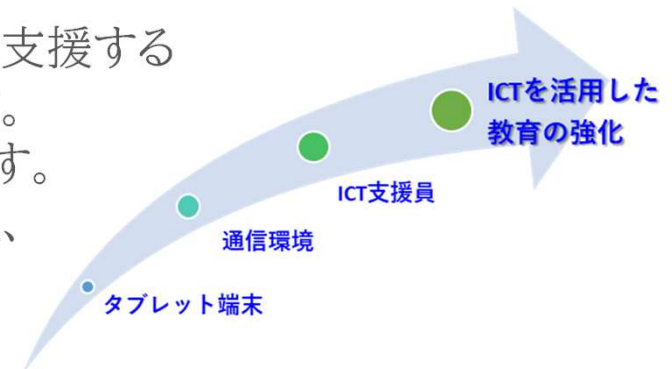 支援する
。
す。
、
ICTを活用した
教育の強化
ICT支援員
通信環境
タブレット端末